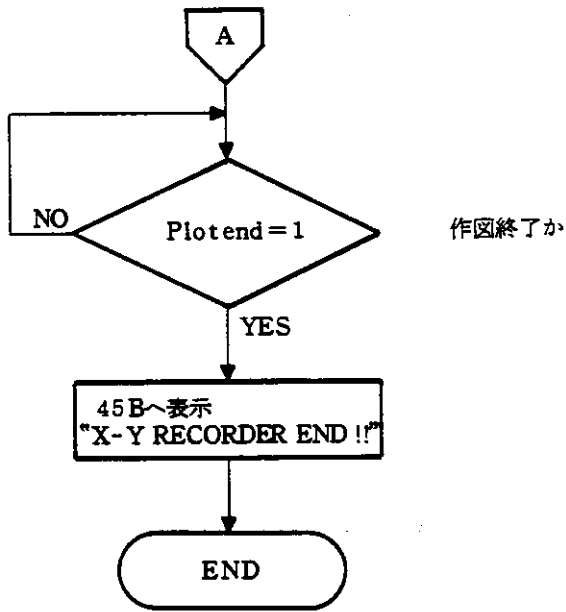 A
NO
Plotend=1
作図終了か
YES
45Bへ表示
"X-Y RECORDER END!!"
END